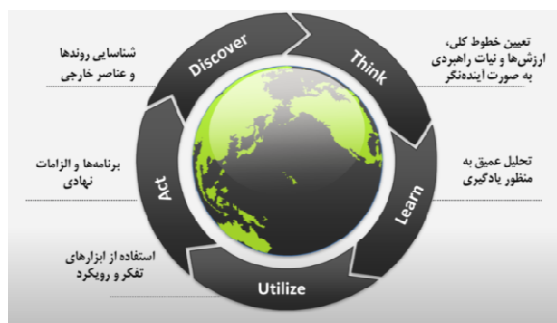 Discover
Think
Learn
Utilize
Act
تعیین خطوط کلی،
ارزش‌ها و نیات راهبردی
به صورت آینده‌نگر
تحلیل عمیق به
منظور یادگیری
استفاده از ابزارهای
تفکر و رویکرد
برنامه‌ها و الزامات
نهادی
شناسایی روندها
و عناصر خارجی